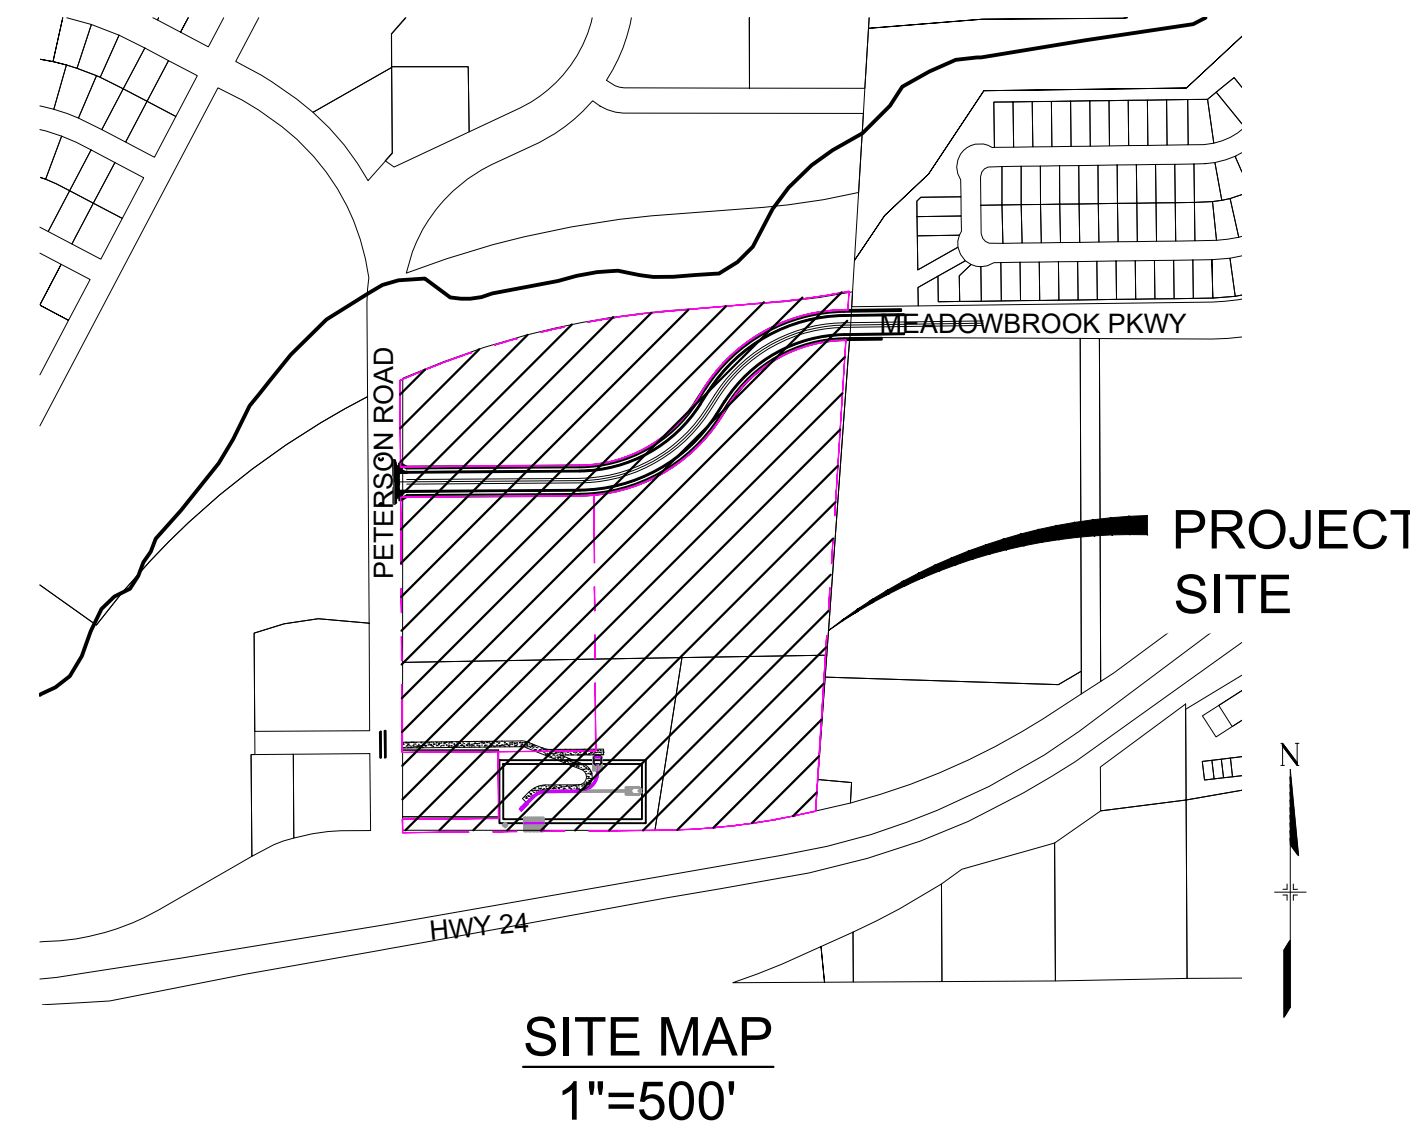 MEADOWBROOK PKWY
PETERSON ROAD
PROJECT
SITE
N
HWY 24
SITE MAP
1"=500'